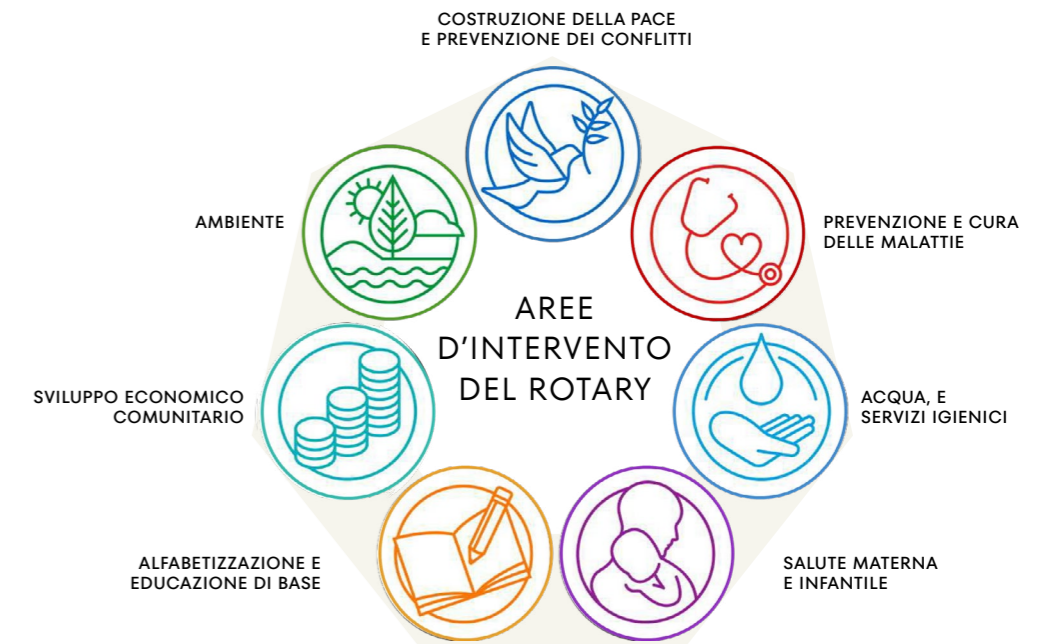 COSTRUZIONE DELLA PACE
E PREVENZIONE DEI CONFLITTI
AMBIENTE
PREVENZIONE E CURA
DELLE MALATTIE
AREE
D'INTERVENTO
DEL ROTARY
SVILUPPO ECONOMICO
COMUNITARIO
ACQUA, E
SERVIZI IGIENICI
ALFABETIZZAZIONE E
EDUCAZIONE DI BASE
SALUTE MATERNA
E INFANTILE